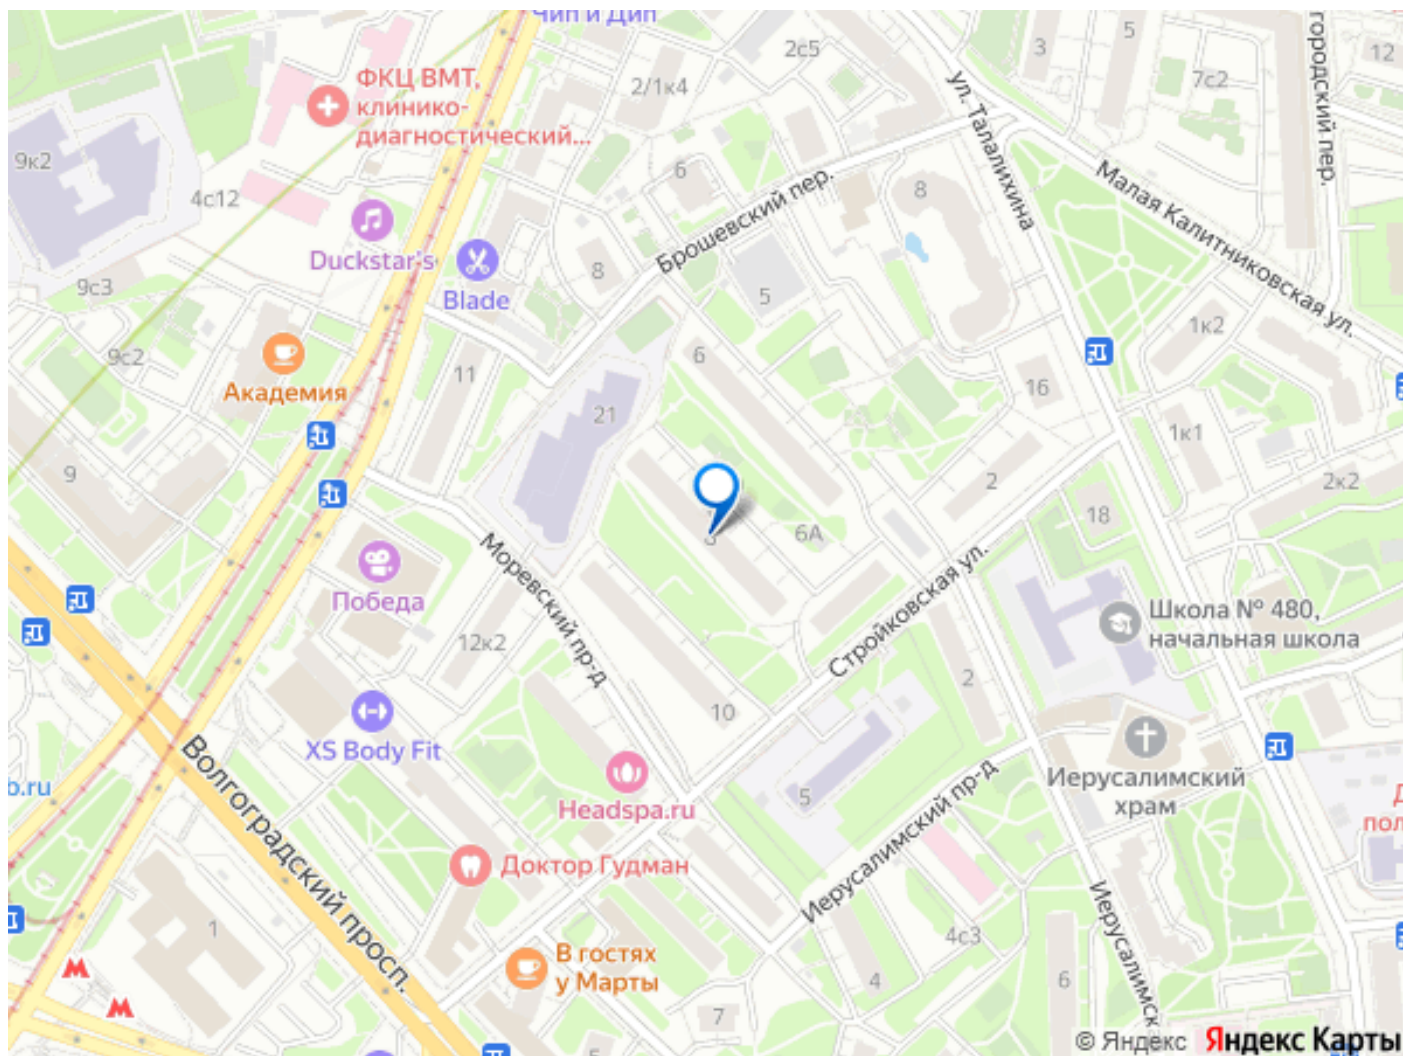 Чип и Дип
2с5
3
5
7с2
12
городский пер.
ФКЦ ВМТ,
клинико-
диагностический...
2/1к4
ул. Талалихина
9к2
4с12
6
Брошевский пер.
8
Малая Калитниковская ул.
Duckstar's
Blade
8
5
9с3
9с2
1к2
Академия
11
6
16
21
1к1
9
2
2к2
18
6А
Победа
Моревский пр-д
Стройковская ул.
Школа № 480,
начальная школа
12к2
2
10
XS Body Fit
Волгоградский просп.
Headspa.ru
5
Иерусалимский
храм
Иерусалимский пр-д
Доктор Гудман
1
В гостях
у Марты
4с3
4
6
7
5
М
М
© Яндекс Яндекс Карты